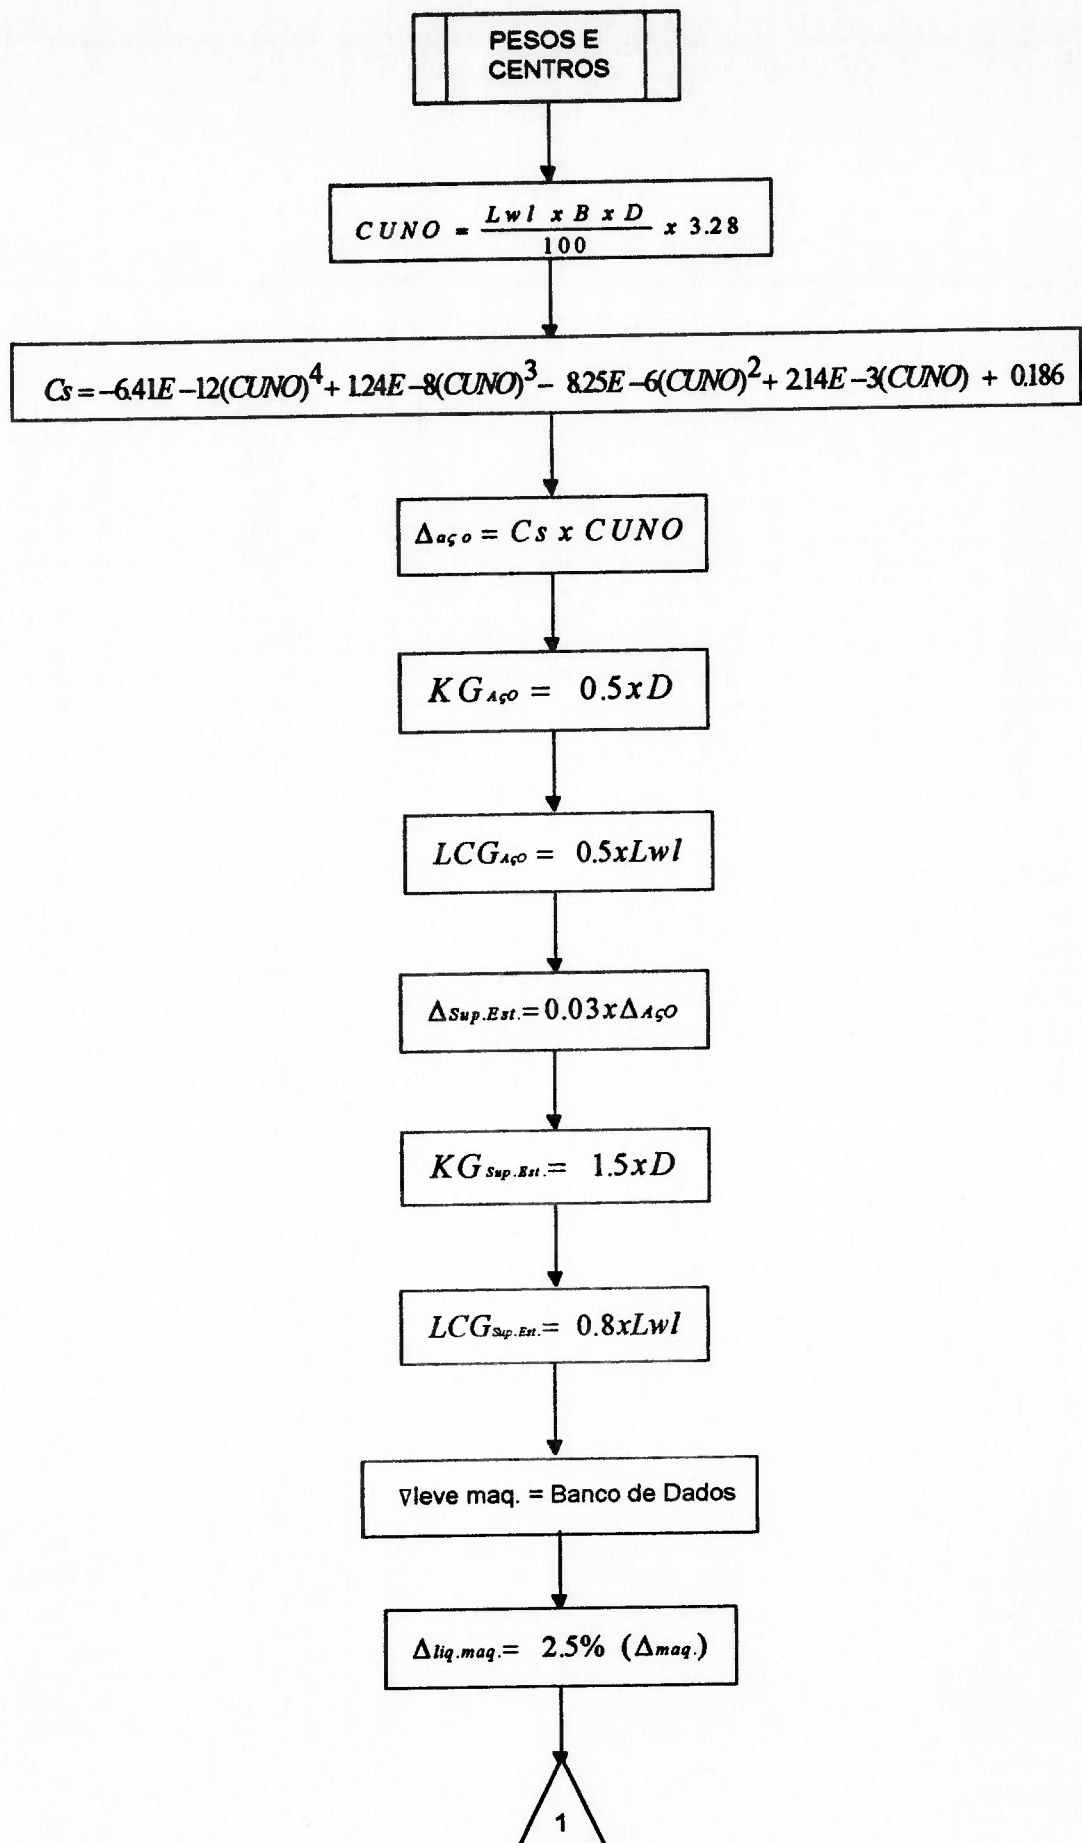 PESOS E
CENTROS
CUNO = Lwl x B x D / 100 x 3.28
Cs = -6.41E-12(CUNO)^4 + 1.24E-8(CUNO)^3 - 8.25E-6(CUNO)^2 + 2.14E-3(CUNO) + 0.186
Δaço = Cs x CUNO
KGAçO = 0.5xD
LCGAçO = 0.5xLwl
ΔSup.Est. = 0.03xΔAçO
KGSup.Est. = 1.5xD
LCGSup.Est. = 0.8xLwl
∇leve maq. = Banco de Dados
Δliq.maq. = 2.5% (Δmaq.)
1